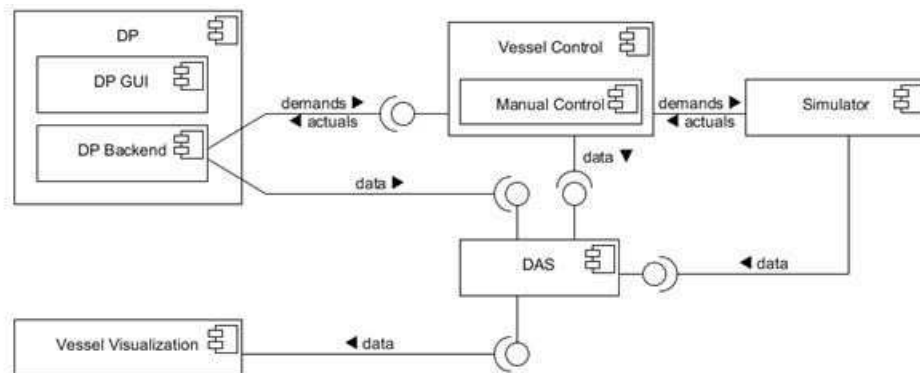 DP
DP GUI
DP Backend
demands ▶
◀ actuals
Vessel Control
Manual Control
demands ▶
◀ actuals
Simulator
data ▼
data ▶
DAS
◀ data
Vessel Visualization
◀ data